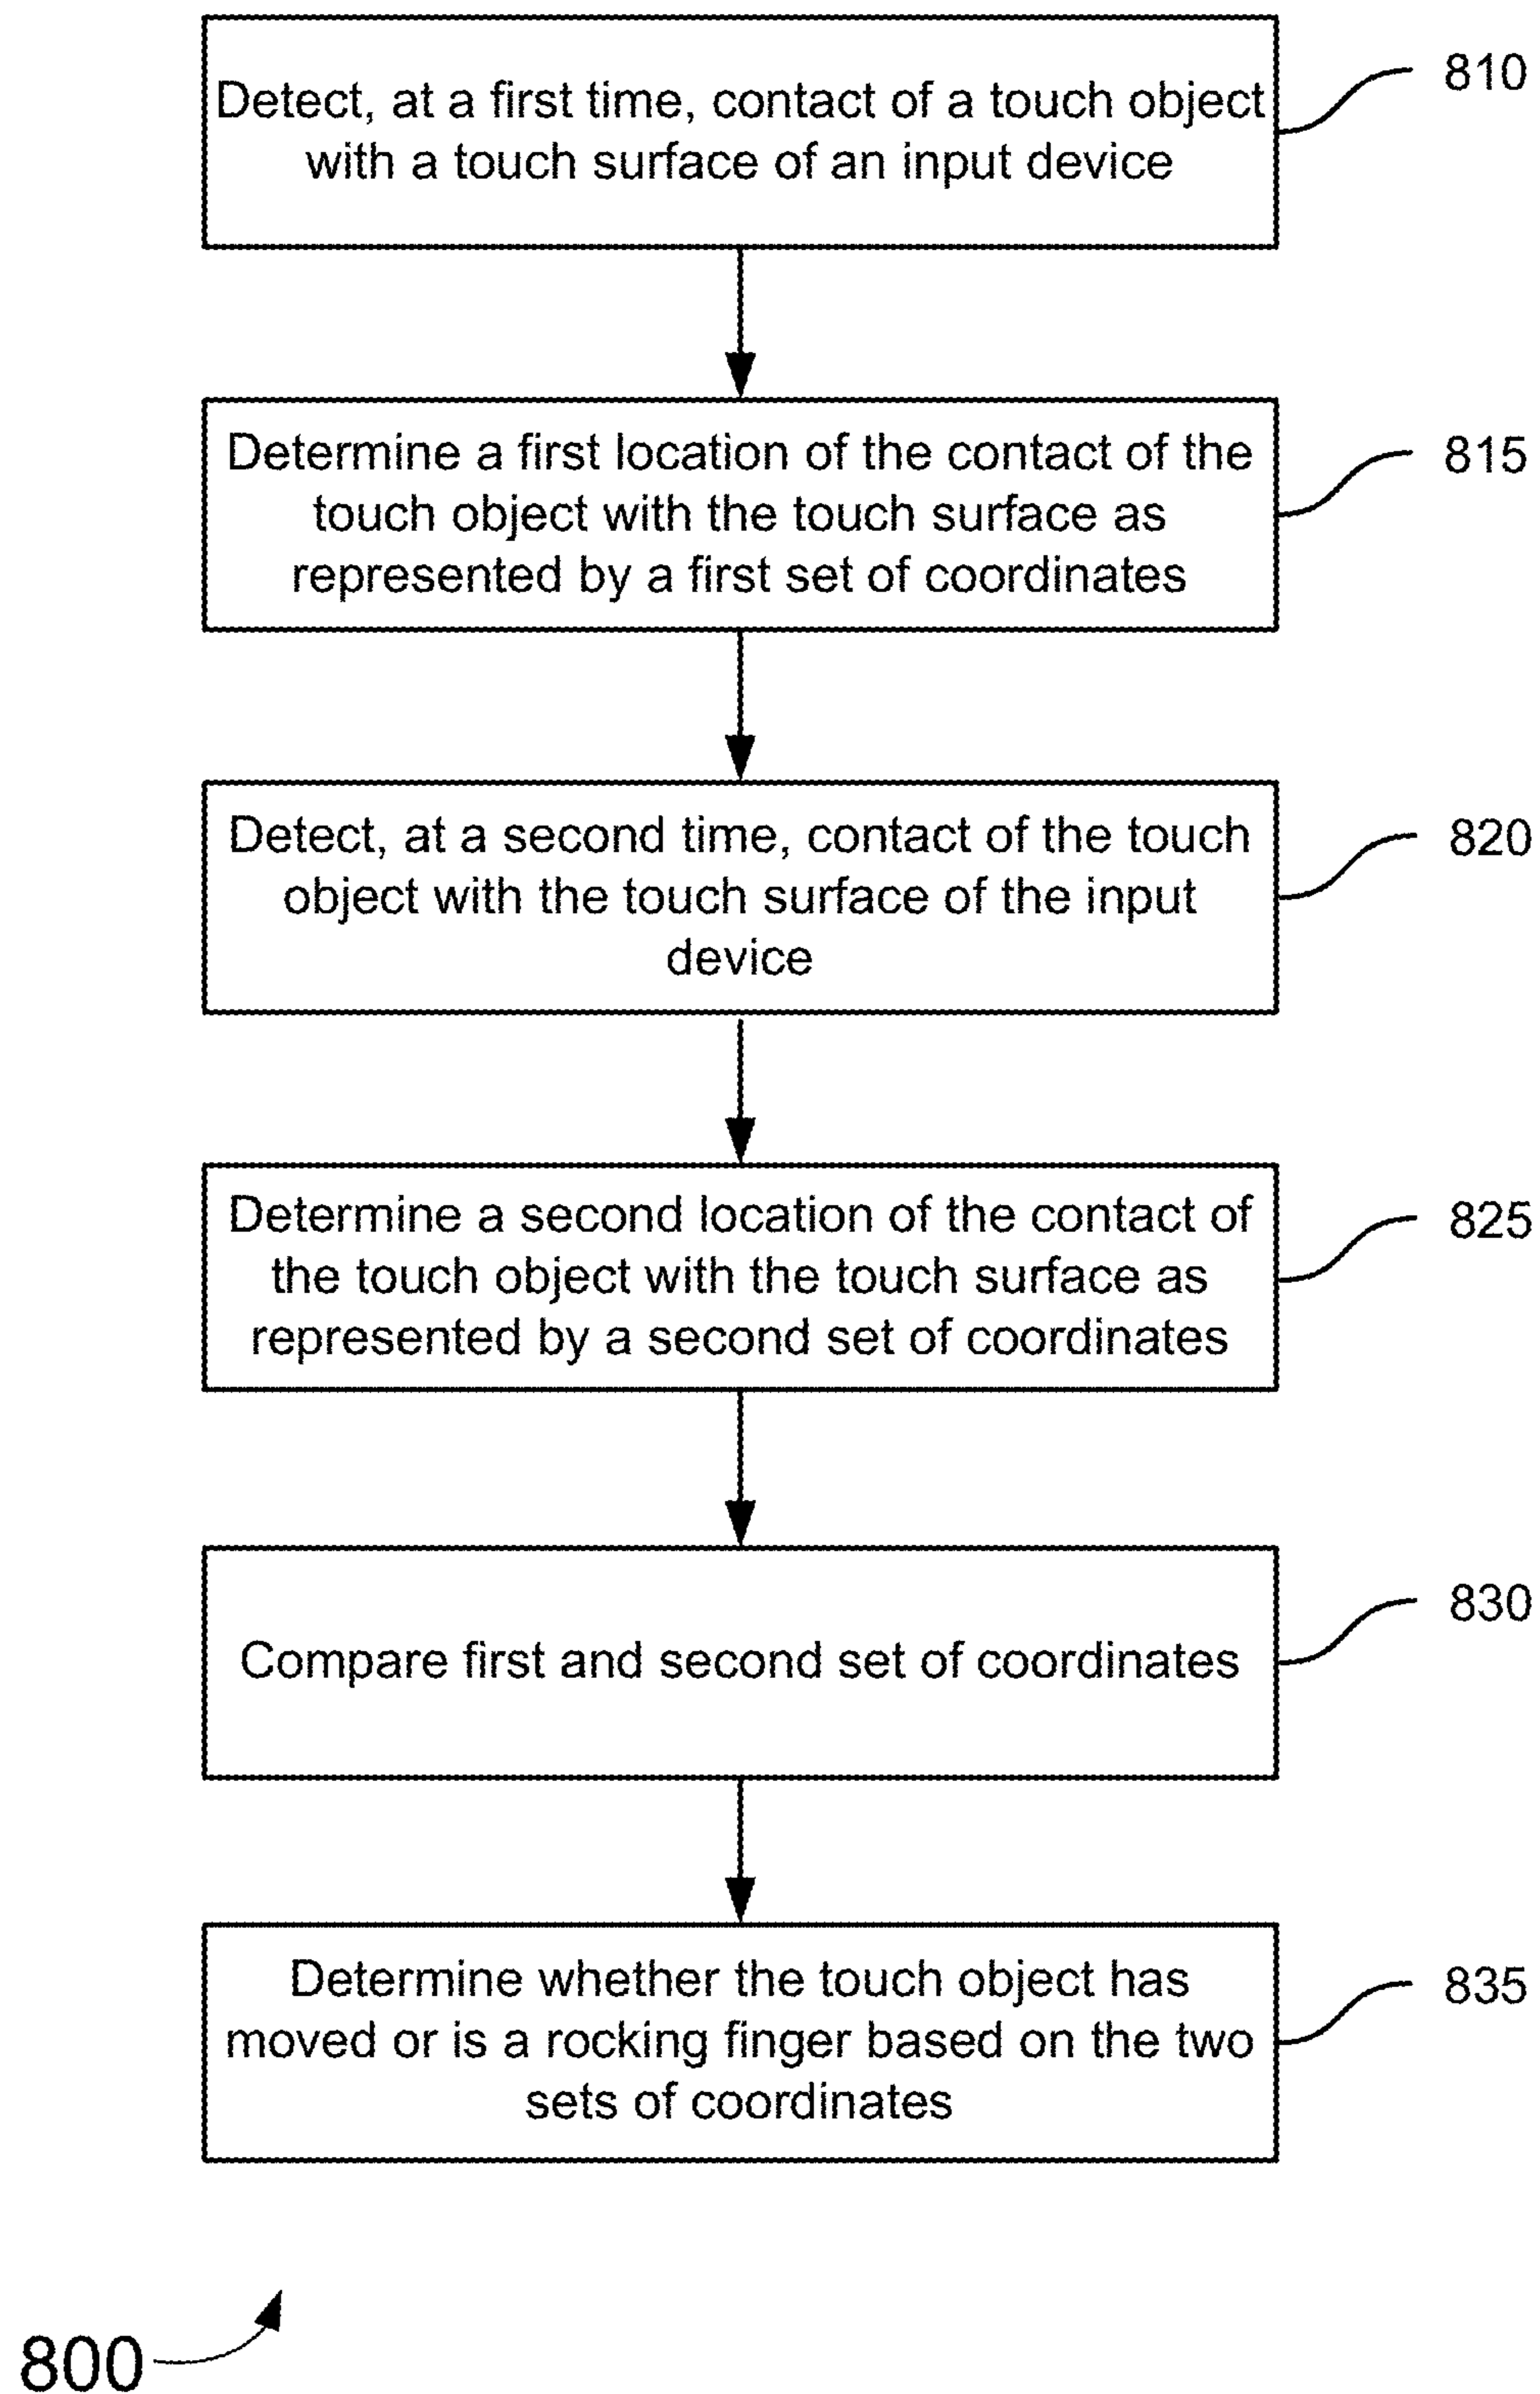 Detect, at a first time, contact of a touch object
with a touch surface of an input device
810
Determine a first location of the contact of the
touch object with the touch surface as
represented by a first set of coordinates
815
Detect, at a second time, contact of the touch
object with the touch surface of the input
device
820
Determine a second location of the contact of
the touch object with the touch surface as
represented by a second set of coordinates
825
Compare first and second set of coordinates
830
Determine whether the touch object has
moved or is a rocking finger based on the two
sets of coordinates
835
800